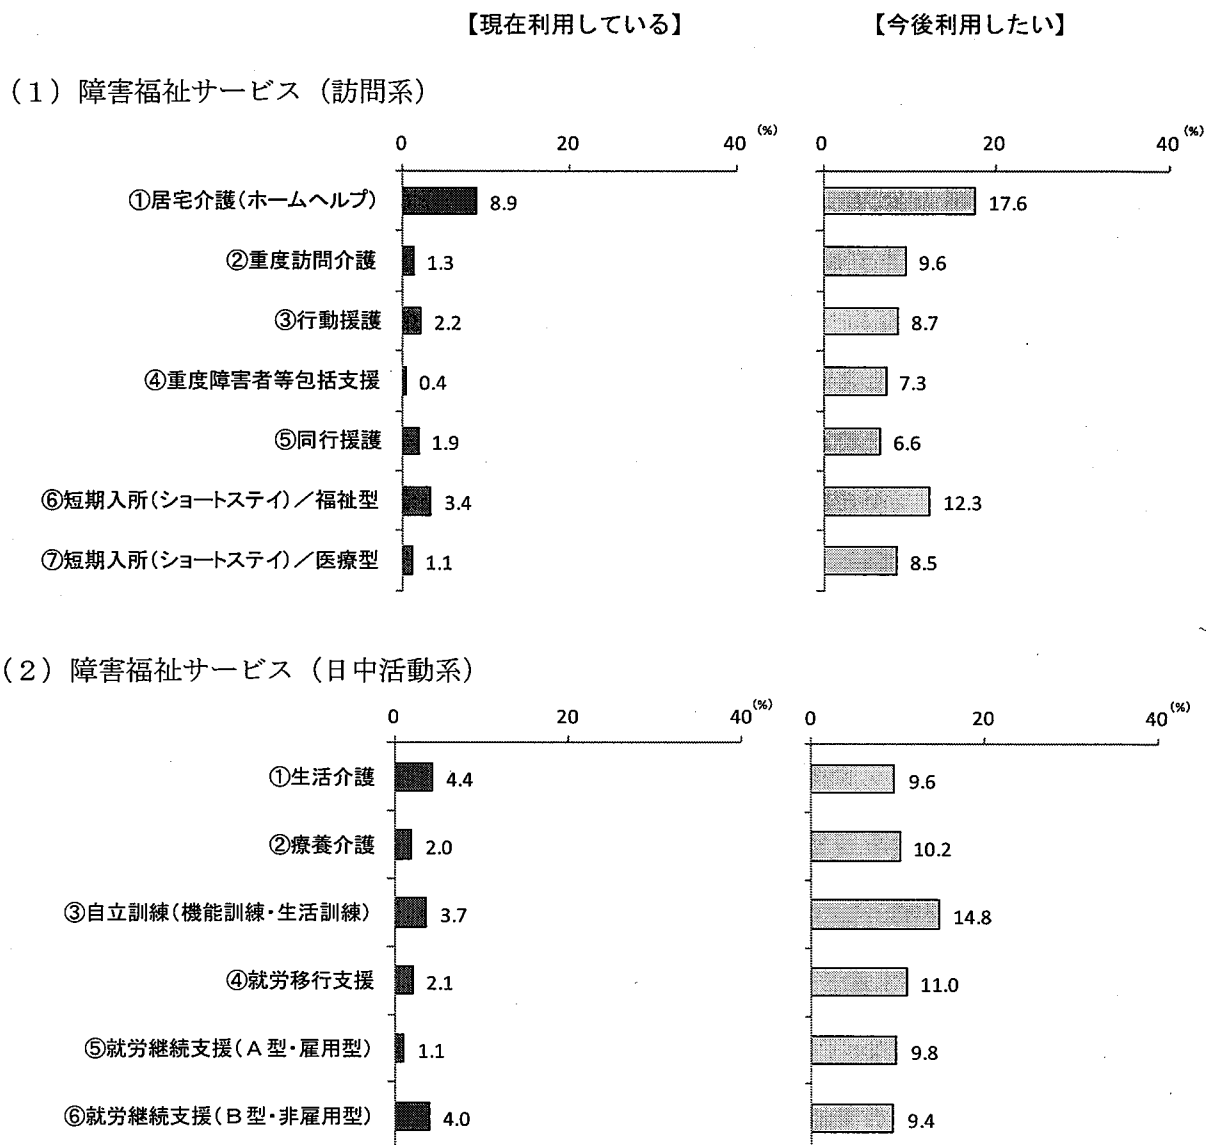 【現在利用している】 【今後利用したい】
(1)障害福祉サービス(訪問系)
0 20 40 (%) 0 20 40 (%)
①居宅介護(ホームヘルプ) 8.9 17.6
②重度訪問介護 1.3 9.6
③行動援護 2.2 8.7
④重度障害者等包括支援 0.4 7.3
⑤同行援護 1.9 6.6
⑥短期入所(ショートステイ)/福祉型 3.4 12.3
⑦短期入所(ショートステイ)/医療型 1.1 8.5
(2)障害福祉サービス(日中活動系)
0 20 40 (%) 0 20 40 (%)
①生活介護 4.4 9.6
②療養介護 2.0 10.2
③自立訓練(機能訓練・生活訓練) 3.7 14.8
④就労移行支援 2.1 11.0
⑤就労継続支援(A型・雇用型) 1.1 9.8
⑥就労継続支援(B型・非雇用型) 4.0 9.4